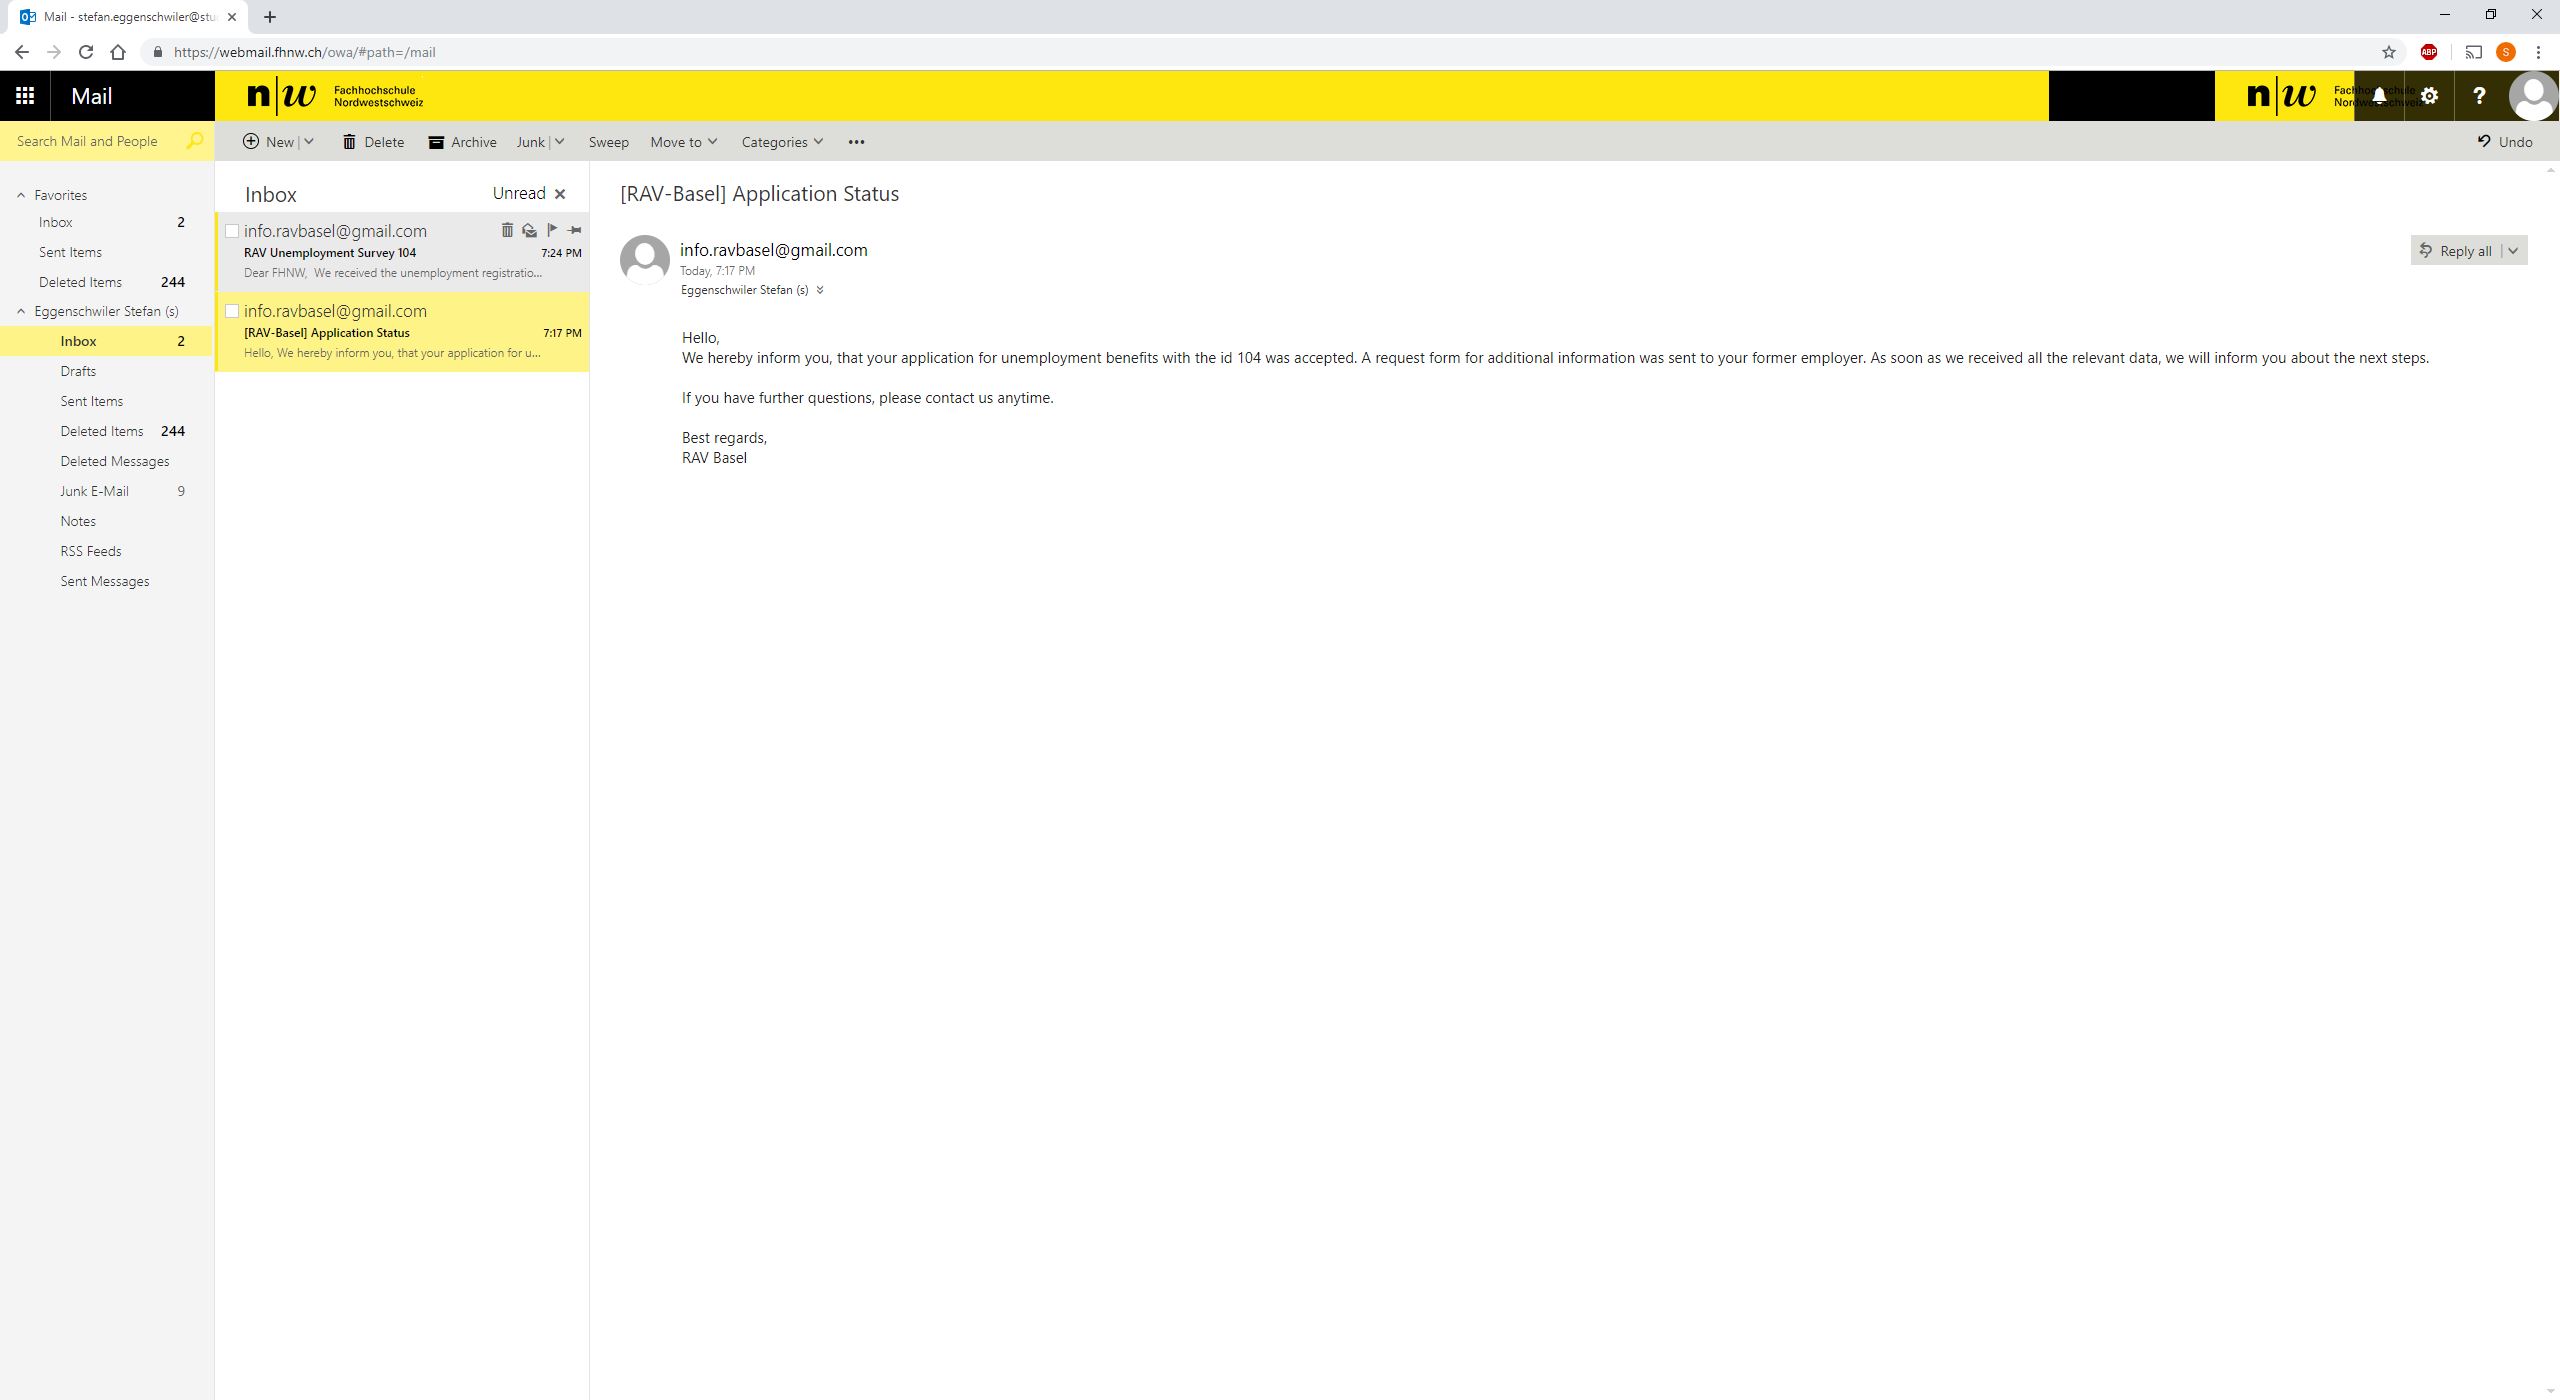 Mail - stefan.eggenschwiler@stu
https://webmail.fhnw.ch/owa/#path=/mail
ABP
S
Mail
n|w Fachhochschule
Nordwestschweiz
n|w Fachhochschule
Nordwestschweiz
?
Search Mail and People
New
Delete
Archive
Junk
Sweep
Move to
Categories
Undo
Favorites
Inbox 2
Sent Items
Deleted Items 244
Eggenschwiler Stefan (s)
Inbox 2
Drafts
Sent Items
Deleted Items 244
Deleted Messages
Junk E-Mail 9
Notes
RSS Feeds
Sent Messages
Inbox Unread
info.ravbasel@gmail.com
RAV Unemployment Survey 104 7:24 PM
Dear FHNW, We received the unemployment registratio...
info.ravbasel@gmail.com
[RAV-Basel] Application Status 7:17 PM
Hello, We hereby inform you, that your application for u...
[RAV-Basel] Application Status
info.ravbasel@gmail.com
Today, 7:17 PM
Eggenschwiler Stefan (s)
Reply all
Hello,
We hereby inform you, that your application for unemployment benefits with the id 104 was accepted. A request form for additional information was sent to your former employer. As soon as we received all the relevant data, we will inform you about the next steps.
If you have further questions, please contact us anytime.
Best regards,
RAV Basel